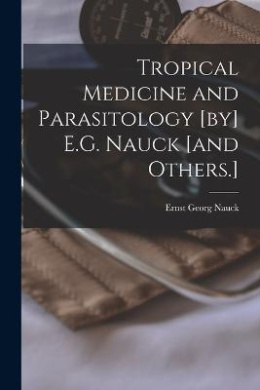 Tropical
Medicine and
Parasitology [by]
E.G. Nauck [and
Others.]
Ernst Georg Nauck